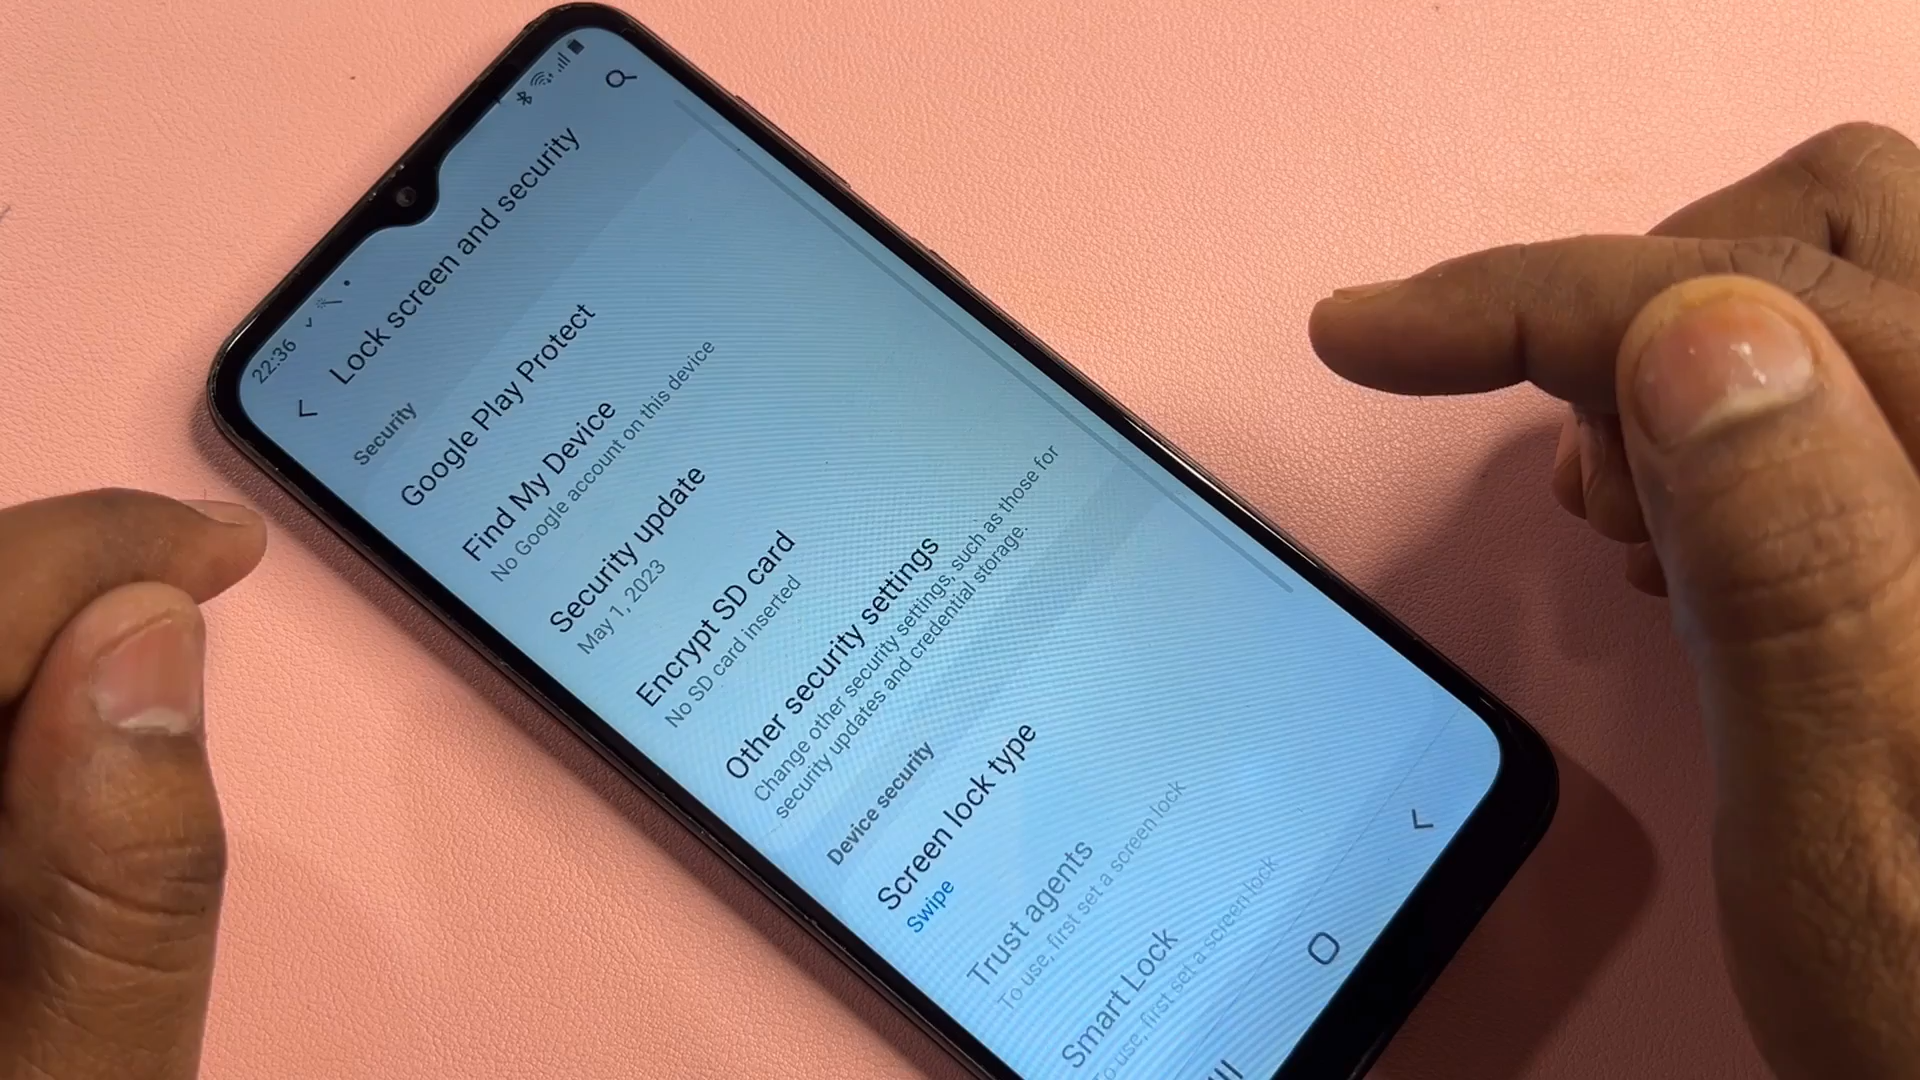 22:36
Lock screen and security
Security
Google Play Protect
Find My Device
No Google account on this device
Security update
May 1, 2023
Encrypt SD card
No SD card inserted
Other security settings
Change other security settings, such as those for
security updates and credential storage.
Device security
Screen lock type
Swipe
Trust agents
To use, first set a screen lock
Smart Lock
To use, first set a screen lock